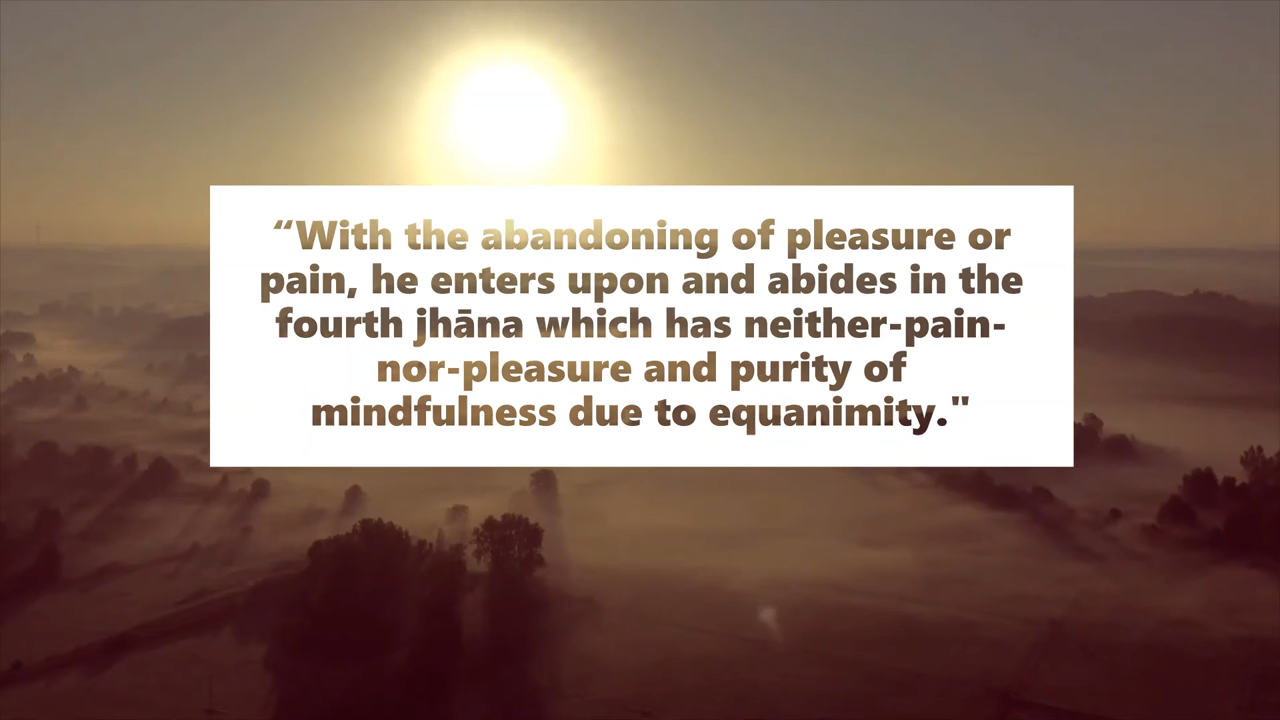 “With the abandoning of pleasure or
pain, he enters upon and abides in the
fourth jhāna which has neither-pain-
nor-pleasure and purity of
mindfulness due to equanimity."